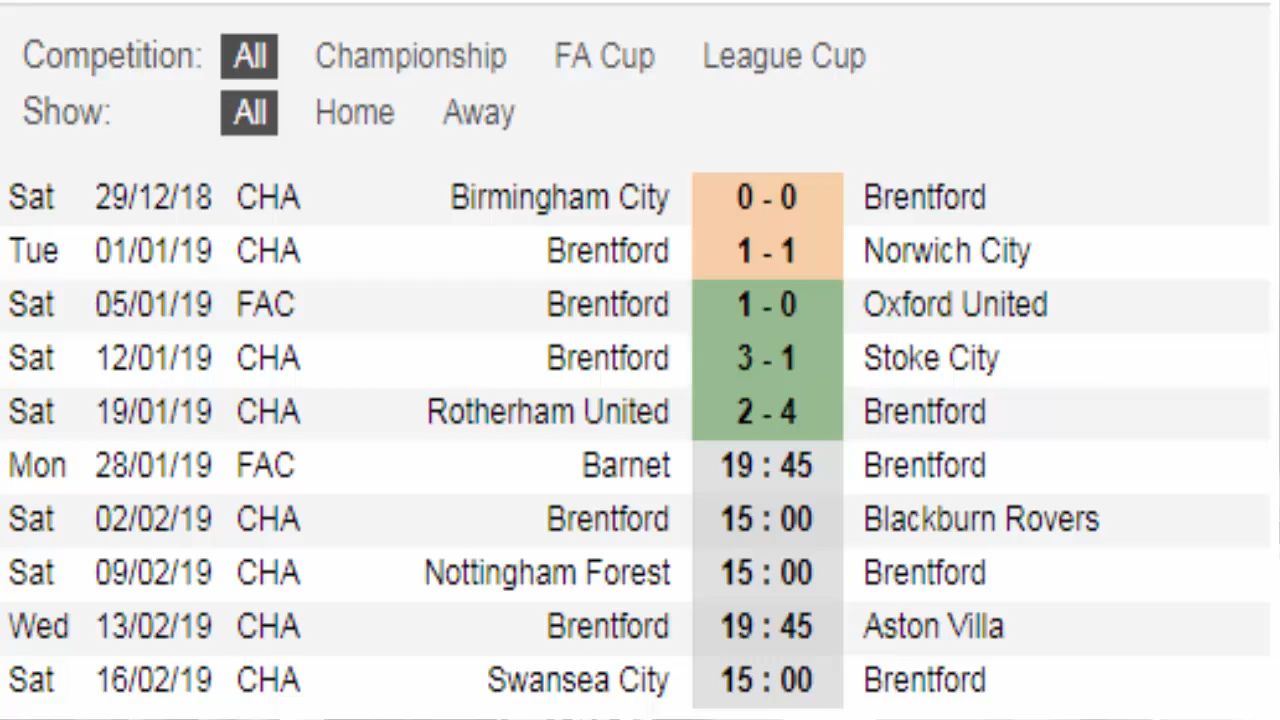 Competition: All Championship FA Cup League Cup
Show: All Home Away
Sat 29/12/18 CHA Birmingham City 0 - 0 Brentford
Tue 01/01/19 CHA Brentford 1 - 1 Norwich City
Sat 05/01/19 FAC Brentford 1 - 0 Oxford United
Sat 12/01/19 CHA Brentford 3 - 1 Stoke City
Sat 19/01/19 CHA Rotherham United 2 - 4 Brentford
Mon 28/01/19 FAC Barnet 19 : 45 Brentford
Sat 02/02/19 CHA Brentford 15 : 00 Blackburn Rovers
Sat 09/02/19 CHA Nottingham Forest 15 : 00 Brentford
Wed 13/02/19 CHA Brentford 19 : 45 Aston Villa
Sat 16/02/19 CHA Swansea City 15 : 00 Brentford